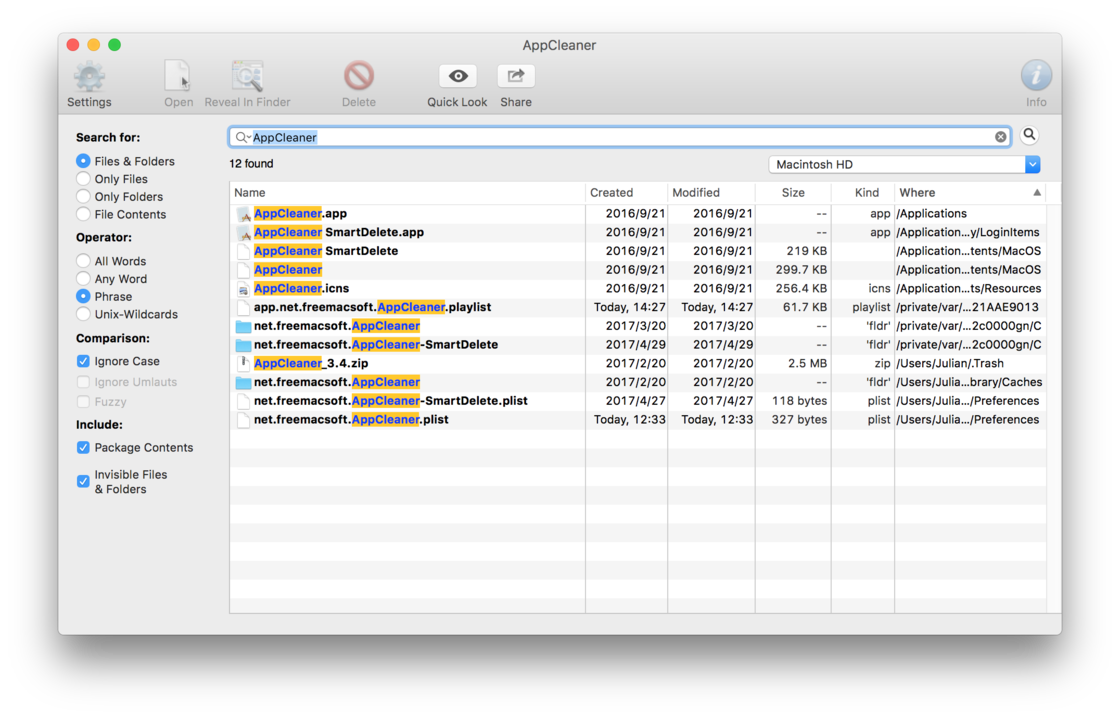 AppCleaner
Settings Open Reveal In Finder Delete Quick Look Share Info
Search for:
Files & Folders
Only Files
Only Folders
File Contents
Operator:
All Words
Any Word
Phrase
Unix-Wildcards
Comparison:
Ignore Case
Ignore Umlauts
Fuzzy
Include:
Package Contents
Invisible Files
& Folders
AppCleaner
12 found Macintosh HD
Name Created Modified Size Kind Where
AppCleaner.app 2016/9/21 2016/9/21 -- app /Applications
AppCleaner SmartDelete.app 2016/9/21 2016/9/21 -- app /Application...y/LoginItems
AppCleaner SmartDelete 2016/9/21 2016/9/21 219 KB /Application...tents/MacOS
AppCleaner 2016/9/21 2016/9/21 299.7 KB /Application...tents/MacOS
AppCleaner.icns 2016/9/21 2016/9/21 256.4 KB icns /Application...ts/Resources
app.net.freemacsoft.AppCleaner.playlist Today, 14:27 Today, 14:27 61.7 KB playlist /private/var/...21AAE9013
net.freemacsoft.AppCleaner 2017/3/20 2017/3/20 -- 'fldr' /private/var/...2c0000gn/C
net.freemacsoft.AppCleaner-SmartDelete 2017/4/29 2017/4/29 -- 'fldr' /private/var/...2c0000gn/C
AppCleaner_3.4.zip 2017/2/20 2017/2/20 2.5 MB zip /Users/Julian/.Trash
net.freemacsoft.AppCleaner 2017/2/20 2017/2/20 -- 'fldr' /Users/Julia...brary/Caches
net.freemacsoft.AppCleaner-SmartDelete.plist 2017/4/27 2017/4/27 118 bytes plist /Users/Julia.../Preferences
net.freemacsoft.AppCleaner.plist Today, 12:33 Today, 12:33 327 bytes plist /Users/Julia.../Preferences